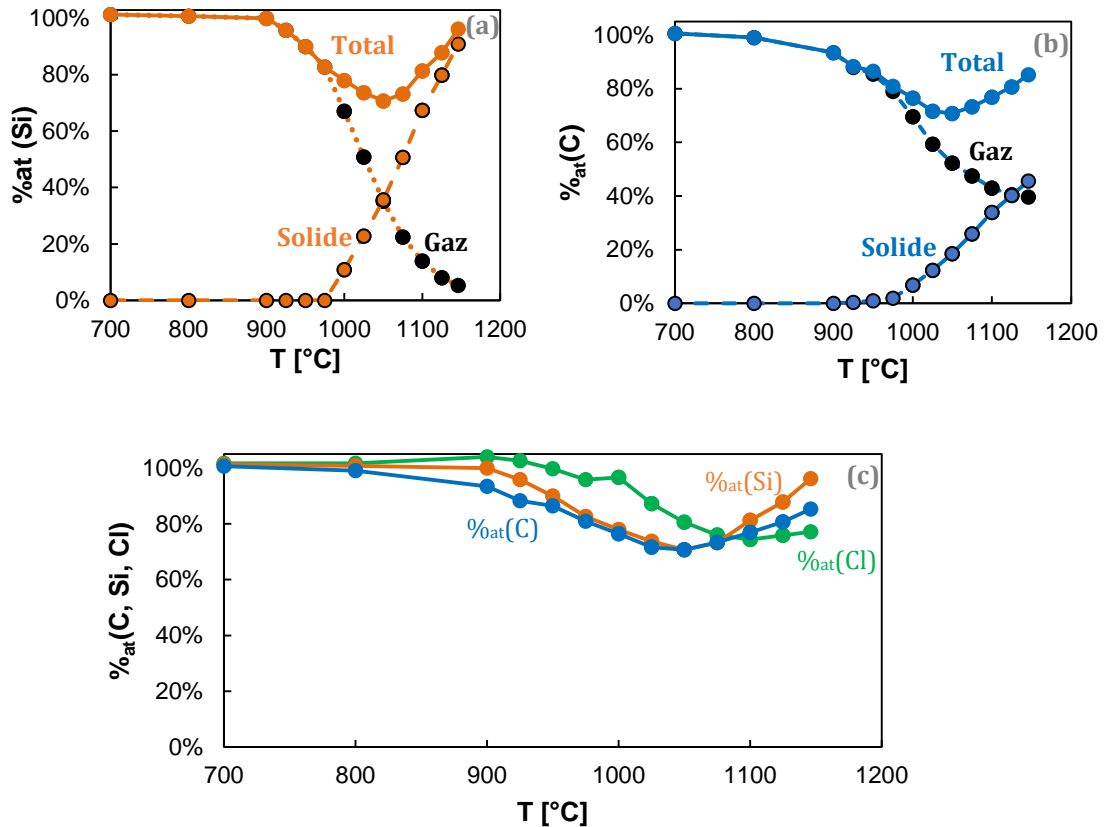 100%
80%
60%
40%
20%
0%
%at (Si)
Total
(a)
Solide
Gaz
700 800 900 1000 1100 1200
T [°C]
100%
80%
60%
40%
20%
0%
%at(C)
(b)
Total
Gaz
Solide
700 800 900 1000 1100 1200
T [°C]
100%
80%
60%
40%
20%
0%
%at(C, Si, Cl)
(c)
%at(Si)
%at(C)
%at(Cl)
700 800 900 1000 1100 1200
T [°C]